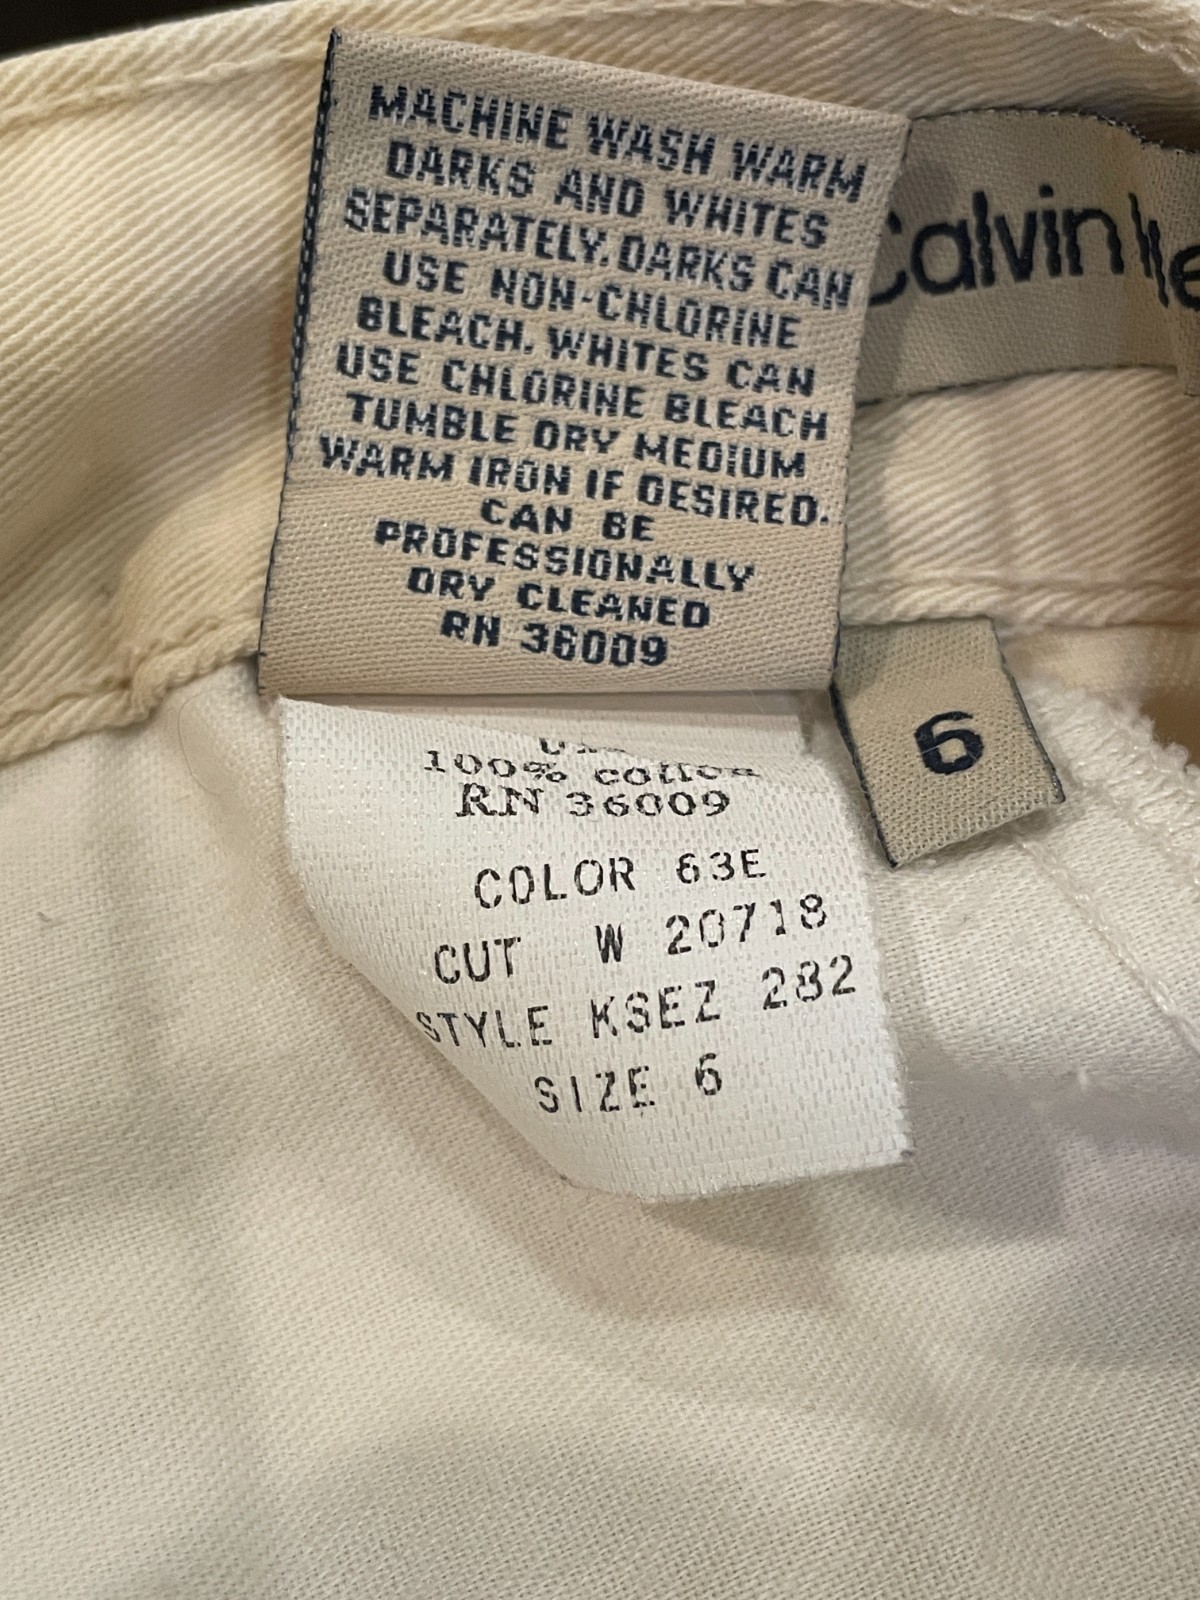 MACHINE WASH WARM
DARKS AND WHITES
SEPARATELY. DARKS CAN
USE NON-CHLORINE
BLEACH. WHITES CAN
USE CHLORINE BLEACH
TUMBLE DRY MEDIUM
WARM IRON IF DESIRED.
CAN BE
PROFESSIONALLY
DRY CLEANED
RN 36009
Calvin
6
100% cotton
RN 36009
COLOR 63E
CUT W 20718
STYLE KSEZ 282
SIZE 6